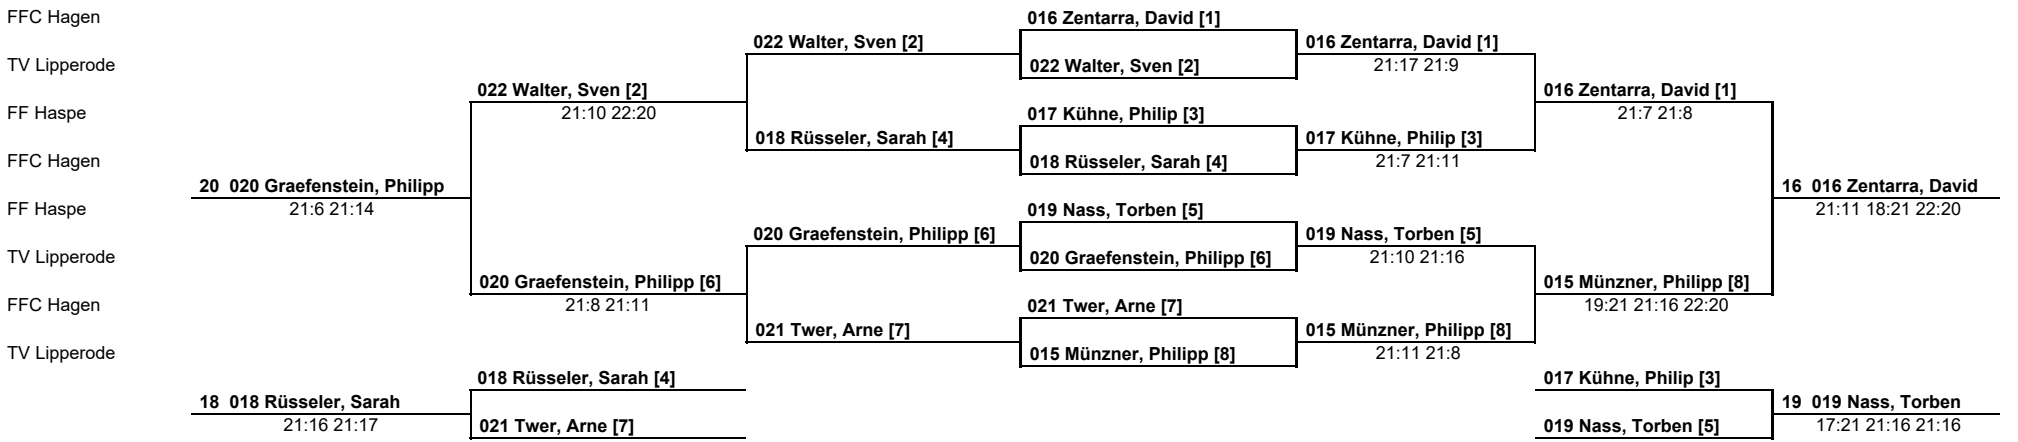 FFC Hagen
016 Zentarra, David [1]
022 Walter, Sven [2]
016 Zentarra, David [1]
TV Lipperode
022 Walter, Sven [2]
21:17 21:9
022 Walter, Sven [2]
016 Zentarra, David [1]
FF Haspe
21:10 22:20
017 Kühne, Philip [3]
21:7 21:8
018 Rüsseler, Sarah [4]
017 Kühne, Philip [3]
FFC Hagen
018 Rüsseler, Sarah [4]
21:7 21:11
20 020 Graefenstein, Philipp
16 016 Zentarra, David
FF Haspe
21:6 21:14
019 Nass, Torben [5]
21:11 18:21 22:20
020 Graefenstein, Philipp [6]
019 Nass, Torben [5]
TV Lipperode
020 Graefenstein, Philipp [6]
21:10 21:16
020 Graefenstein, Philipp [6]
015 Münzner, Philipp [8]
FFC Hagen
21:8 21:11
021 Twer, Arne [7]
19:21 21:16 22:20
021 Twer, Arne [7]
015 Münzner, Philipp [8]
TV Lipperode
015 Münzner, Philipp [8]
21:11 21:8
018 Rüsseler, Sarah [4]
017 Kühne, Philip [3]
18 018 Rüsseler, Sarah
19 019 Nass, Torben
21:16 21:17
021 Twer, Arne [7]
019 Nass, Torben [5]
17:21 21:16 21:16